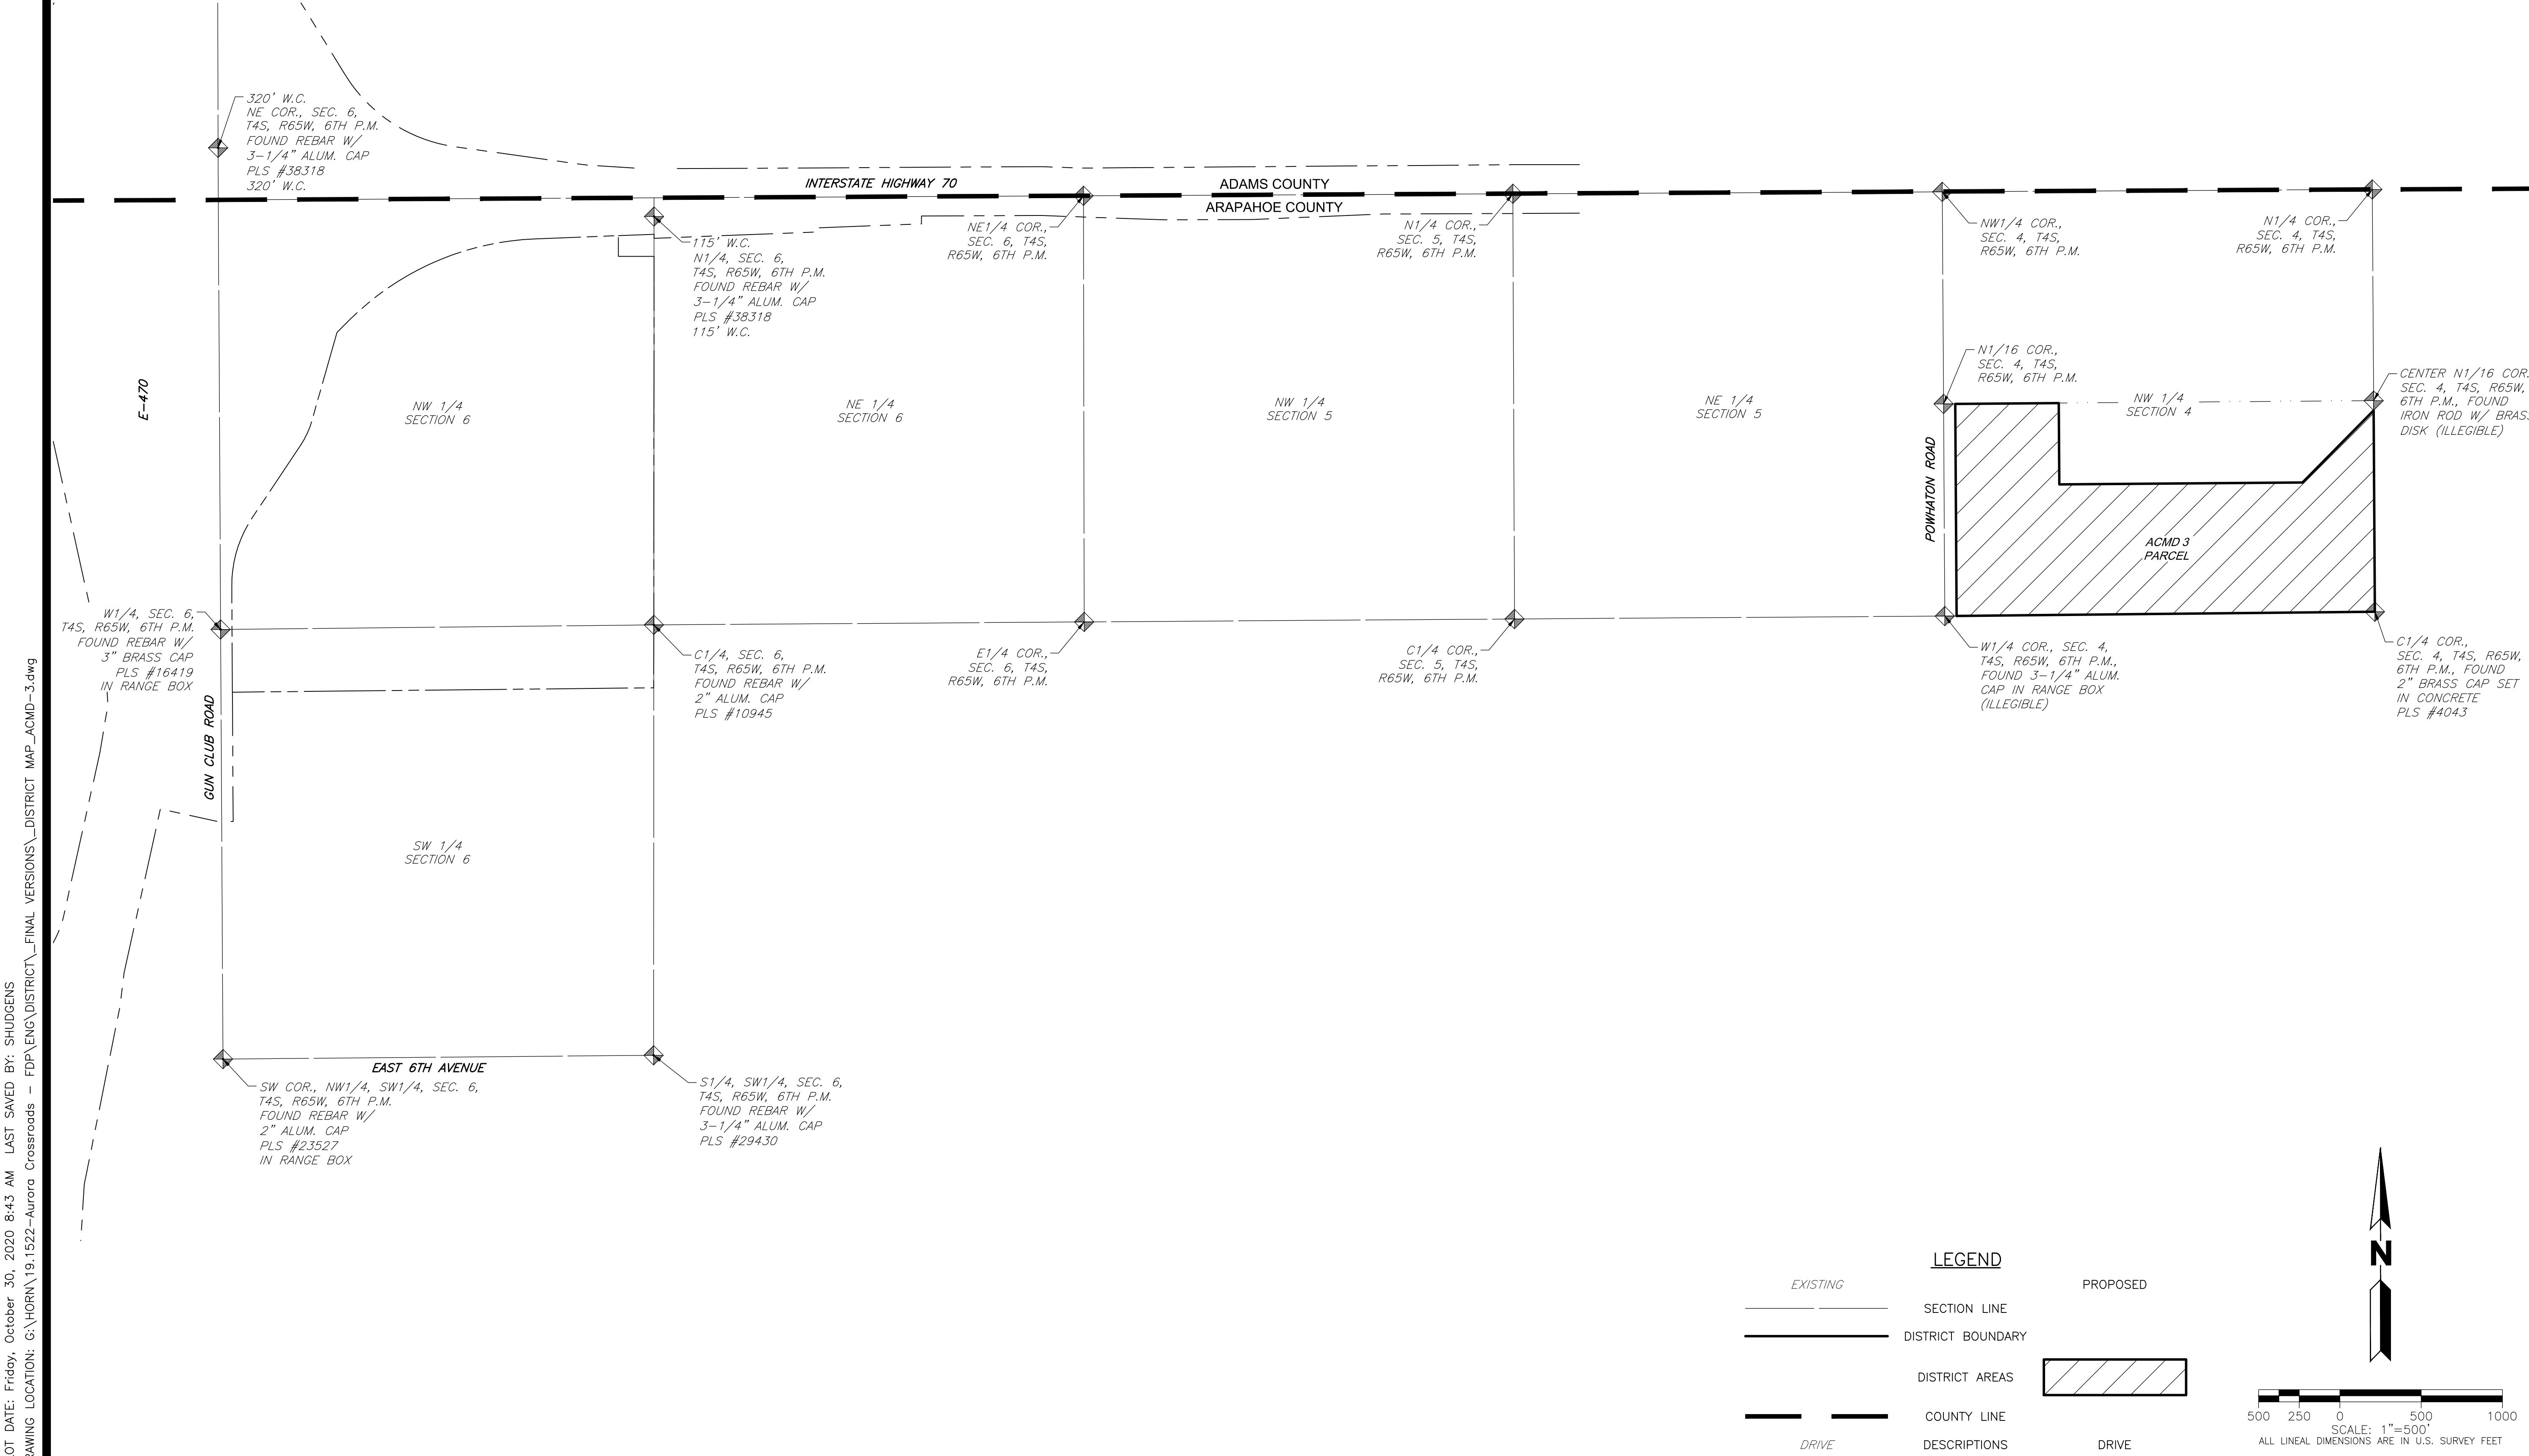 320' W.C.
NE COR., SEC. 6,
T4S, R65W, 6TH P.M.
FOUND REBAR W/
3-1/4" ALUM. CAP
PLS #38318
320' W.C.
INTERSTATE HIGHWAY 70
ADAMS COUNTY
ARAPAHOE COUNTY
115' W.C.
N1/4, SEC. 6,
T4S, R65W, 6TH P.M.
FOUND REBAR W/
3-1/4" ALUM. CAP
PLS #38318
115' W.C.
NE1/4 COR.,
SEC. 6, T4S,
R65W, 6TH P.M.
N1/4 COR.,
SEC. 5, T4S,
R65W, 6TH P.M.
NW1/4 COR.,
SEC. 4, T4S,
R65W, 6TH P.M.
N1/4 COR.,
SEC. 4, T4S,
R65W, 6TH P.M.
N1/16 COR.,
SEC. 4, T4S,
R65W, 6TH P.M.
CENTER N1/16 COR.
SEC. 4, T4S, R65W,
6TH P.M., FOUND
IRON ROD W/ BRAS
DISK (ILLEGIBLE)
E-470
NW 1/4
SECTION 6
NE 1/4
SECTION 6
NW 1/4
SECTION 5
NE 1/4
SECTION 5
NW 1/4
SECTION 4
POWHATON ROAD
ACMD 3
PARCEL
W1/4, SEC. 6,
T4S, R65W, 6TH P.M.
FOUND REBAR W/
3" BRASS CAP
PLS #16419
IN RANGE BOX
C1/4, SEC. 6,
T4S, R65W, 6TH P.M.
FOUND REBAR W/
2" ALUM. CAP
PLS #10945
E1/4 COR.,
SEC. 6, T4S,
R65W, 6TH P.M.
C1/4 COR.,
SEC. 5, T4S,
R65W, 6TH P.M.
W1/4 COR., SEC. 4,
T4S, R65W, 6TH P.M.,
FOUND 3-1/4" ALUM.
CAP IN RANGE BOX
(ILLEGIBLE)
C1/4 COR.,
SEC. 4, T4S, R65W,
6TH P.M., FOUND
2" BRASS CAP SET
IN CONCRETE
PLS #4043
GUN CLUB ROAD
SW 1/4
SECTION 6
EAST 6TH AVENUE
SW COR., NW1/4, SW1/4, SEC. 6,
T4S, R65W, 6TH P.M.
FOUND REBAR W/
2" ALUM. CAP
PLS #23527
IN RANGE BOX
S1/4, SW1/4, SEC. 6,
T4S, R65W, 6TH P.M.
FOUND REBAR W/
3-1/4" ALUM. CAP
PLS #29430
OT DATE: Friday, October 30, 2020 8:43 AM LAST SAVED BY: SHUDGENS
AWING LOCATION: G:\HORN\19.1522-Aurora Crossroads - FDP\ENG\DISTRICT\_FINAL VERSIONS\_DISTRICT MAP_ACMD-3.dwg
LEGEND
EXISTING PROPOSED
SECTION LINE
DISTRICT BOUNDARY
DISTRICT AREAS
COUNTY LINE
DRIVE DESCRIPTIONS DRIVE
N
500 250 0 500 1000
SCALE: 1"=500'
ALL LINEAL DIMENSIONS ARE IN U.S. SURVEY FEET